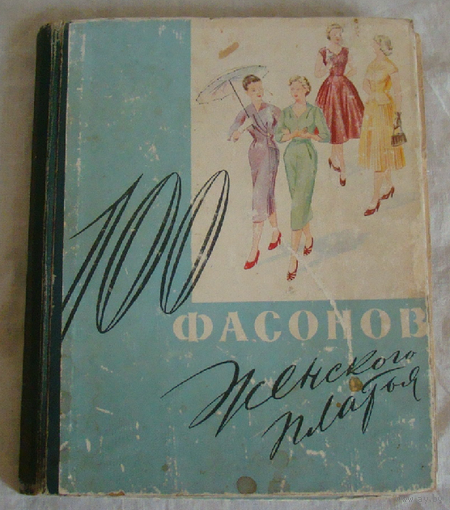 100
ФАСОНОВ
женского
платья